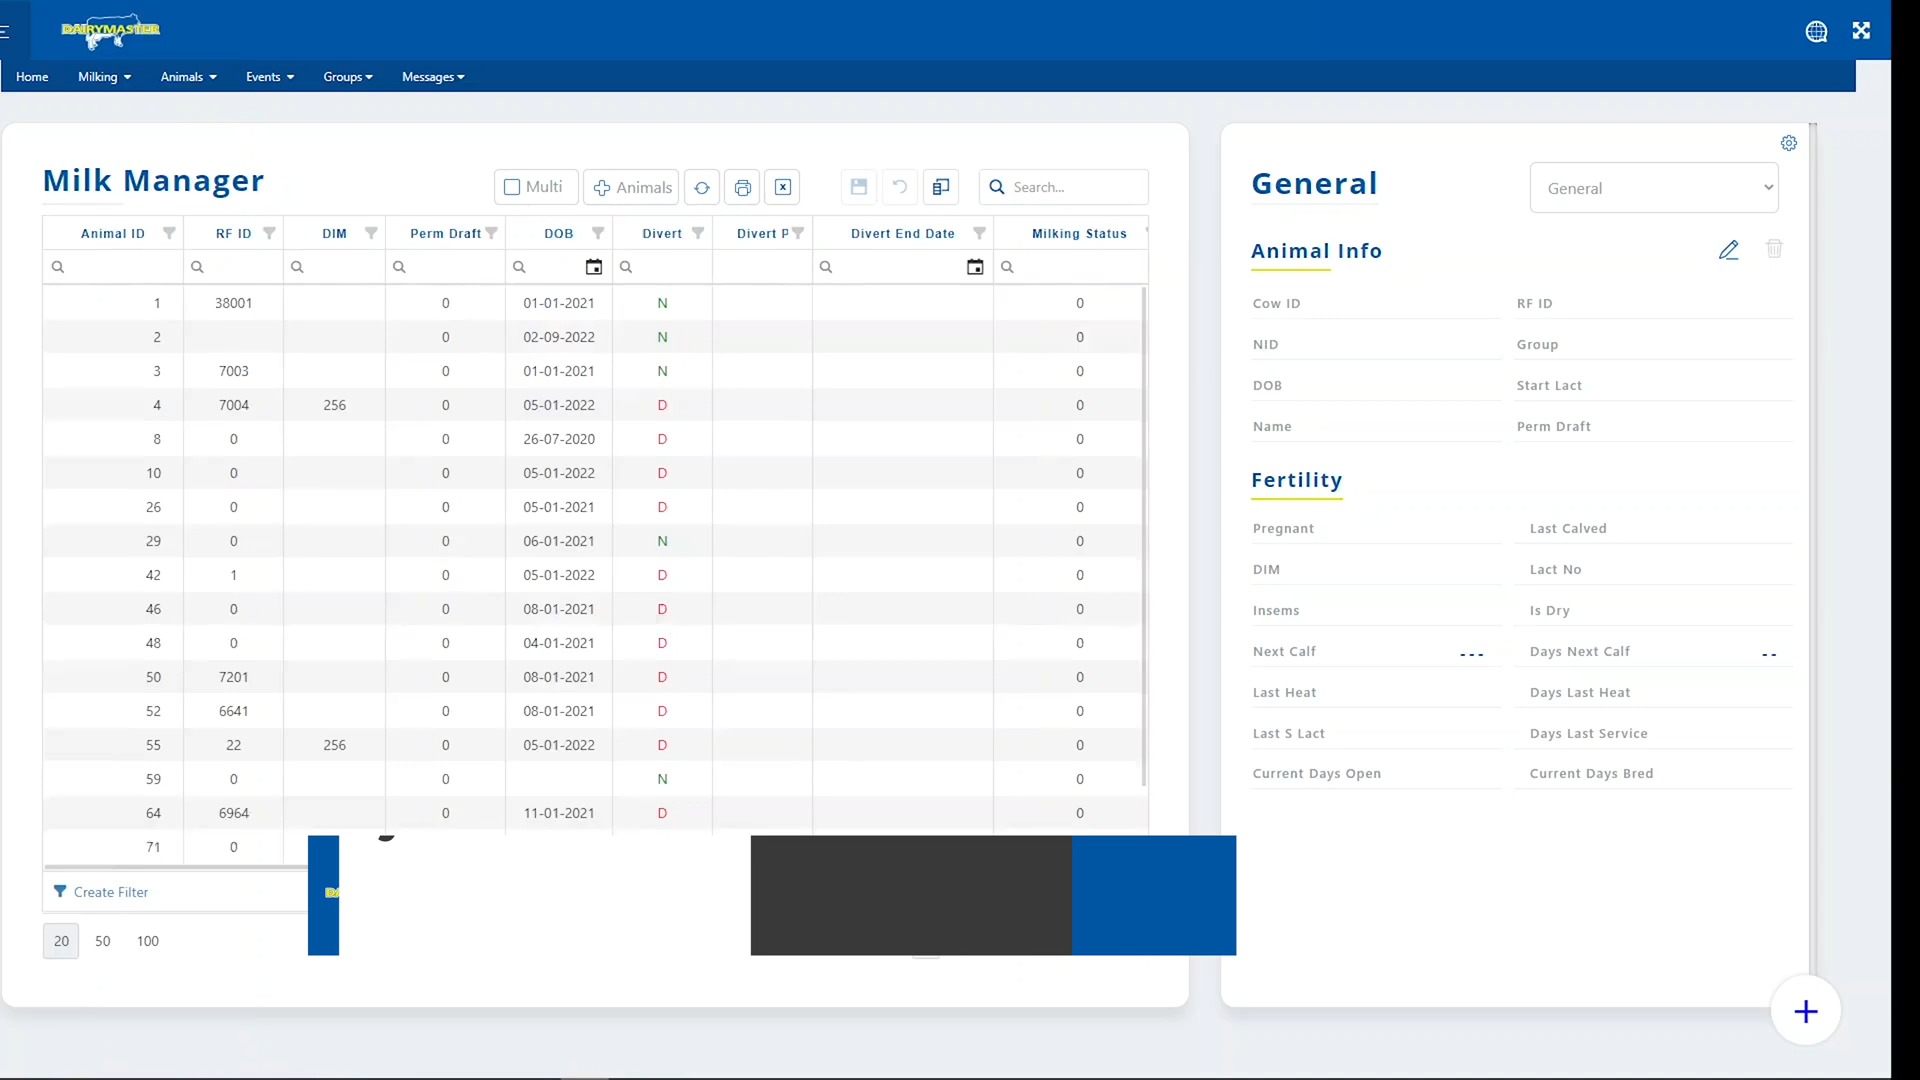 DAIRYMASTER
Home Milking Animals Events Groups Messages
Milk Manager
Multi Animals Search...
Animal ID RF ID DIM Perm Draft DOB Divert Divert P Divert End Date Milking Status
1 38001 0 01-01-2021 N 0
2 0 02-09-2022 N 0
3 7003 0 01-01-2021 N 0
4 7004 256 0 05-01-2022 D 0
8 0 0 26-07-2020 D 0
10 0 0 05-01-2022 D 0
26 0 0 05-01-2021 D 0
29 0 0 06-01-2021 N 0
42 1 0 05-01-2022 D 0
46 0 0 08-01-2021 D 0
48 0 0 04-01-2021 D 0
50 7201 0 08-01-2021 D 0
52 6641 0 08-01-2021 D 0
55 22 256 0 05-01-2022 D 0
59 0 0 N 0
64 6964 0 11-01-2021 D 0
71 0
Create Filter
20 50 100
General General
Animal Info
Cow ID RF ID
NID Group
DOB Start Lact
Name Perm Draft
Fertility
Pregnant Last Calved
DIM Lact No
Insems Is Dry
Next Calf --- Days Next Calf --
Last Heat Days Last Heat
Last S Lact Days Last Service
Current Days Open Current Days Bred